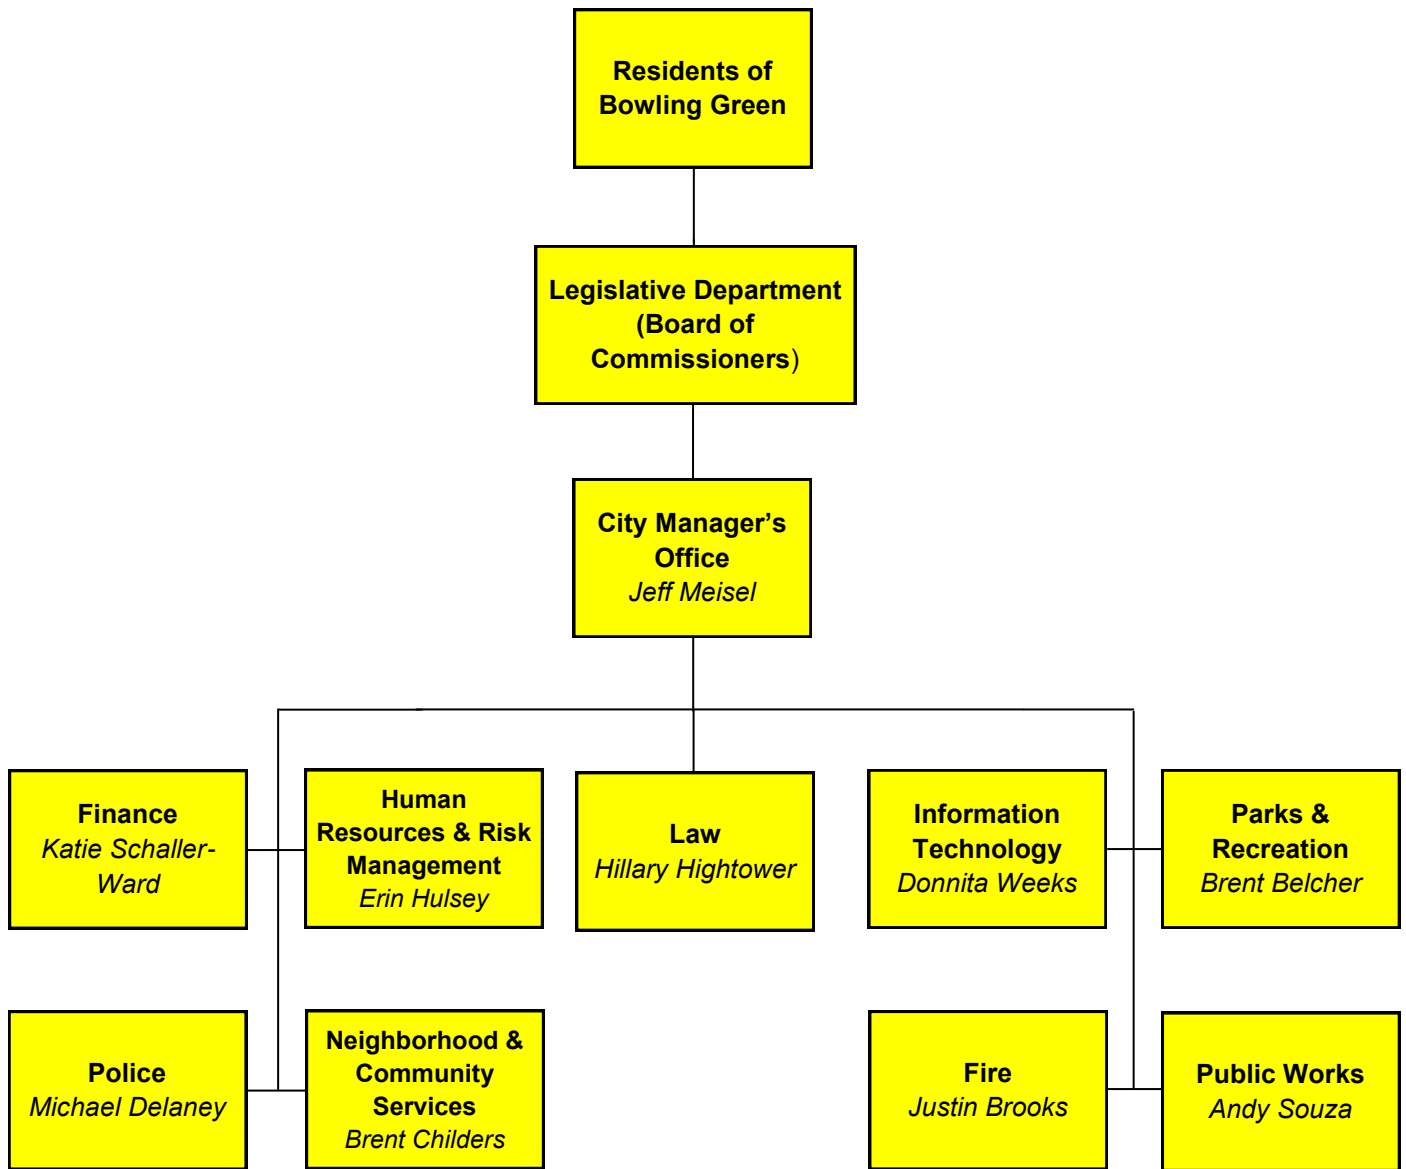 Residents of
Bowling Green
Legislative Department
(Board of
Commissioners)
City Manager’s
Office
Jeff Meisel
Finance
Katie Schaller-
Ward
Human
Resources & Risk
Management
Erin Hulsey
Law
Hillary Hightower
Information
Technology
Donnita Weeks
Parks &
Recreation
Brent Belcher
Police
Michael Delaney
Neighborhood &
Community
Services
Brent Childers
Fire
Justin Brooks
Public Works
Andy Souza